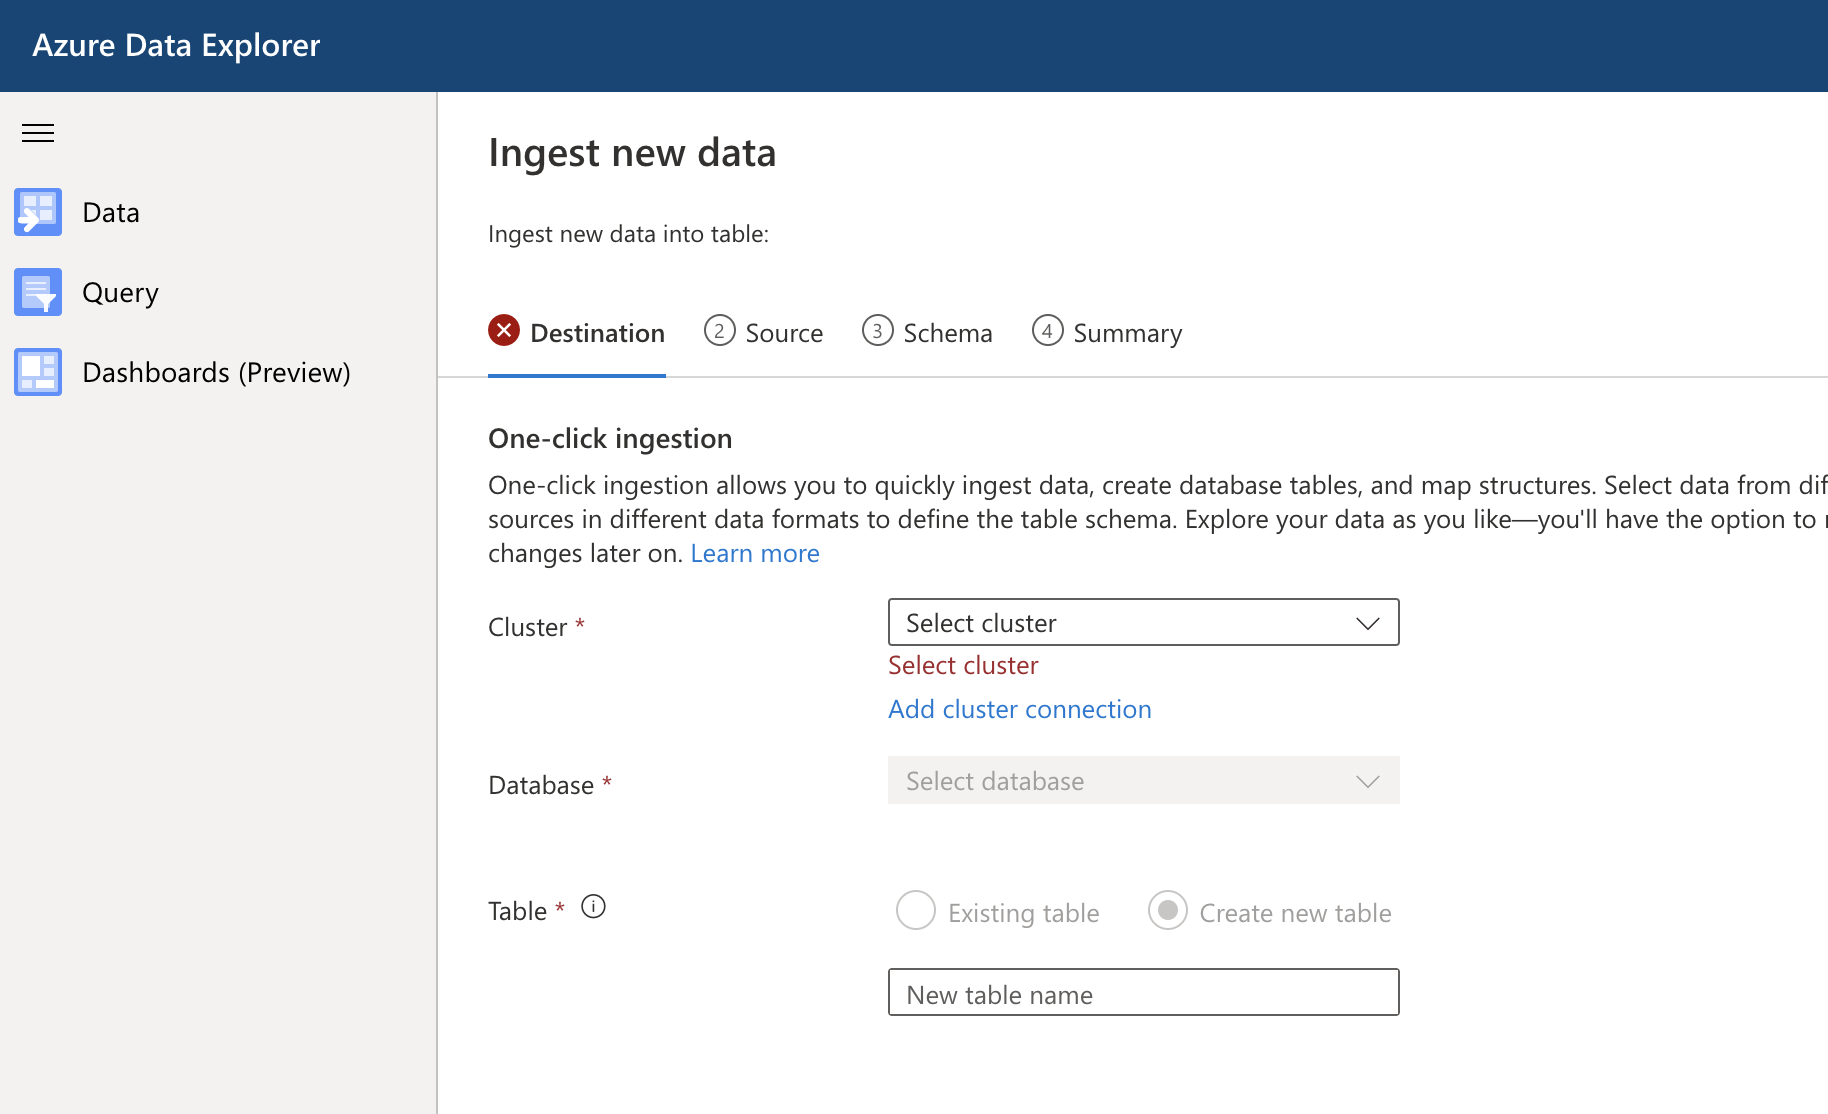 Azure Data Explorer
Data
Query
Dashboards (Preview)
Ingest new data
Ingest new data into table:
Destination
2 Source
3 Schema
4 Summary
One-click ingestion
One-click ingestion allows you to quickly ingest data, create database tables, and map structures. Select data from
sources in different data formats to define the table schema. Explore your data as you like—you'll have the option to
changes later on. Learn more
Cluster *
Select cluster
Select cluster
Add cluster connection
Database *
Select database
Table *
Existing table
Create new table
New table name